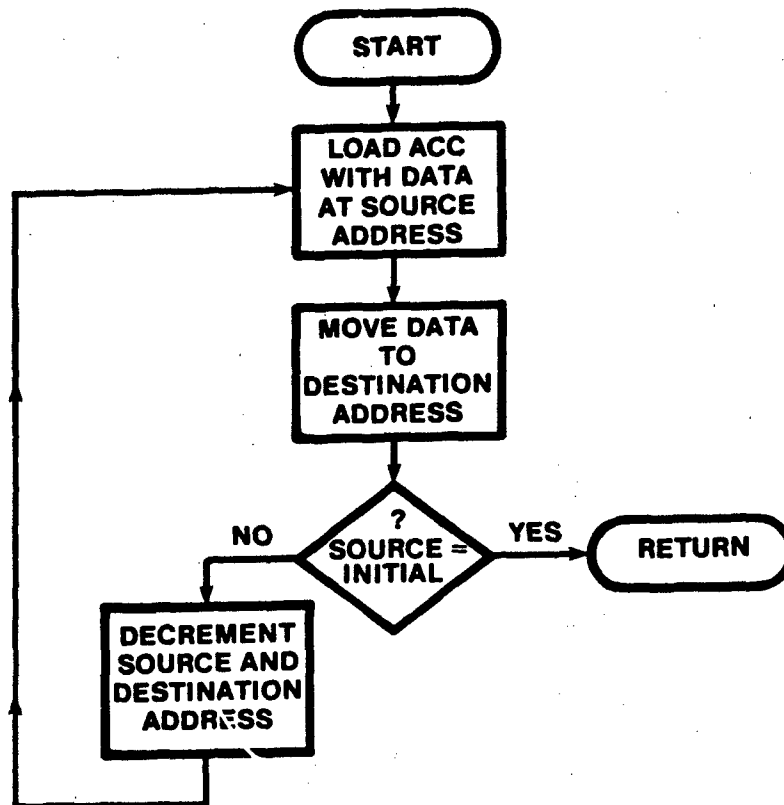 START
LOAD ACC
WITH DATA
AT SOURCE
ADDRESS
MOVE DATA
TO
DESTINATION
ADDRESS
?
SOURCE =
INITIAL
NO
YES
RETURN
DECREMENT
SOURCE AND
DESTINATION
ADDRESS